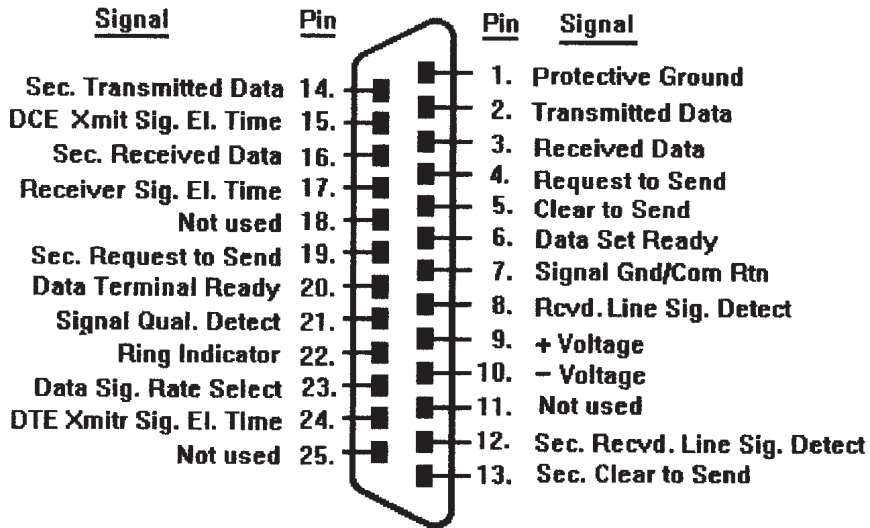 Signal Pin
Sec. Transmitted Data 14.
DCE Xmit Sig. El. Time 15.
Sec. Received Data 16.
Receiver Sig. El. Time 17.
Not used 18.
Sec. Request to Send 19.
Data Terminal Ready 20.
Signal Qual. Detect 21.
Ring Indicator 22.
Data Sig. Rate Select 23.
DTE Xmitr Sig. El. TIme 24.
Not used 25.
Pin Signal
1. Protective Ground
2. Transmitted Data
3. Received Data
4. Request to Send
5. Clear to Send
6. Data Set Ready
7. Signal Gnd/Com Rtn
8. Rcvd. Line Sig. Detect
9. + Voltage
10. – Voltage
11. Not used
12. Sec. Recvd. Line Sig. Detect
13. Sec. Clear to Send